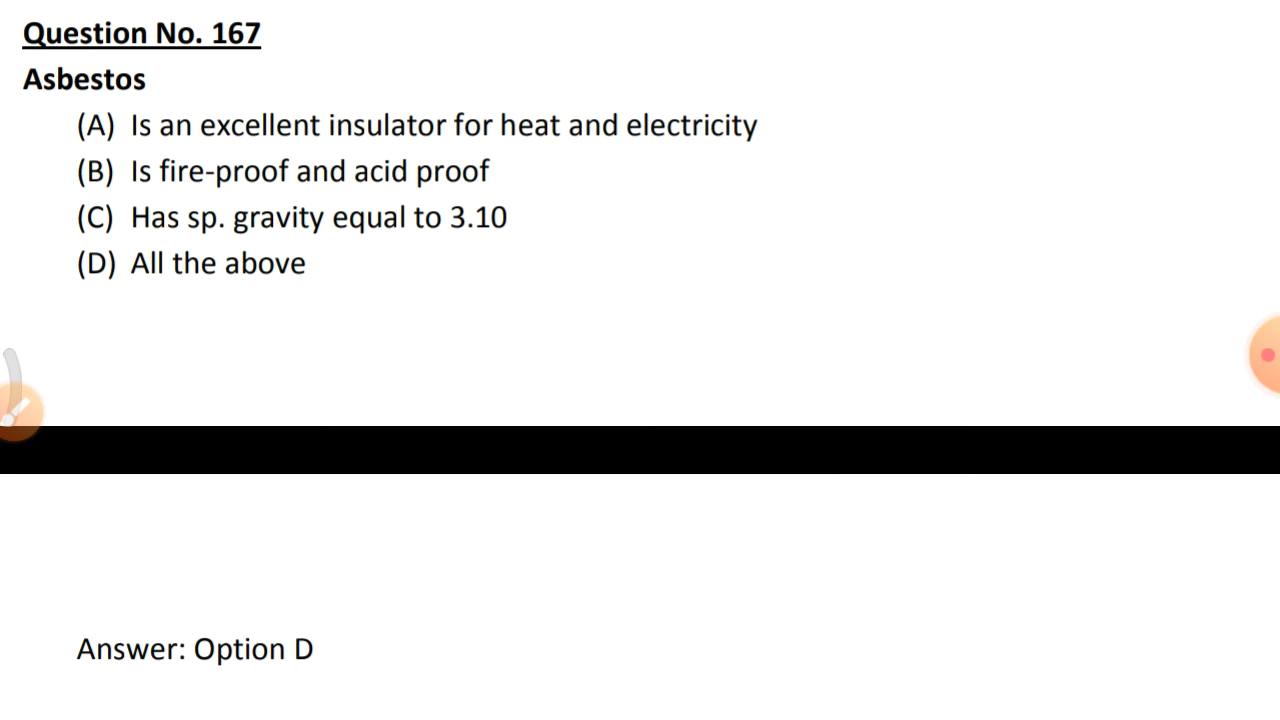 Question No. 167
Asbestos
(A) Is an excellent insulator for heat and electricity
(B) Is fire-proof and acid proof
(C) Has sp. gravity equal to 3.10
(D) All the above
Answer: Option D